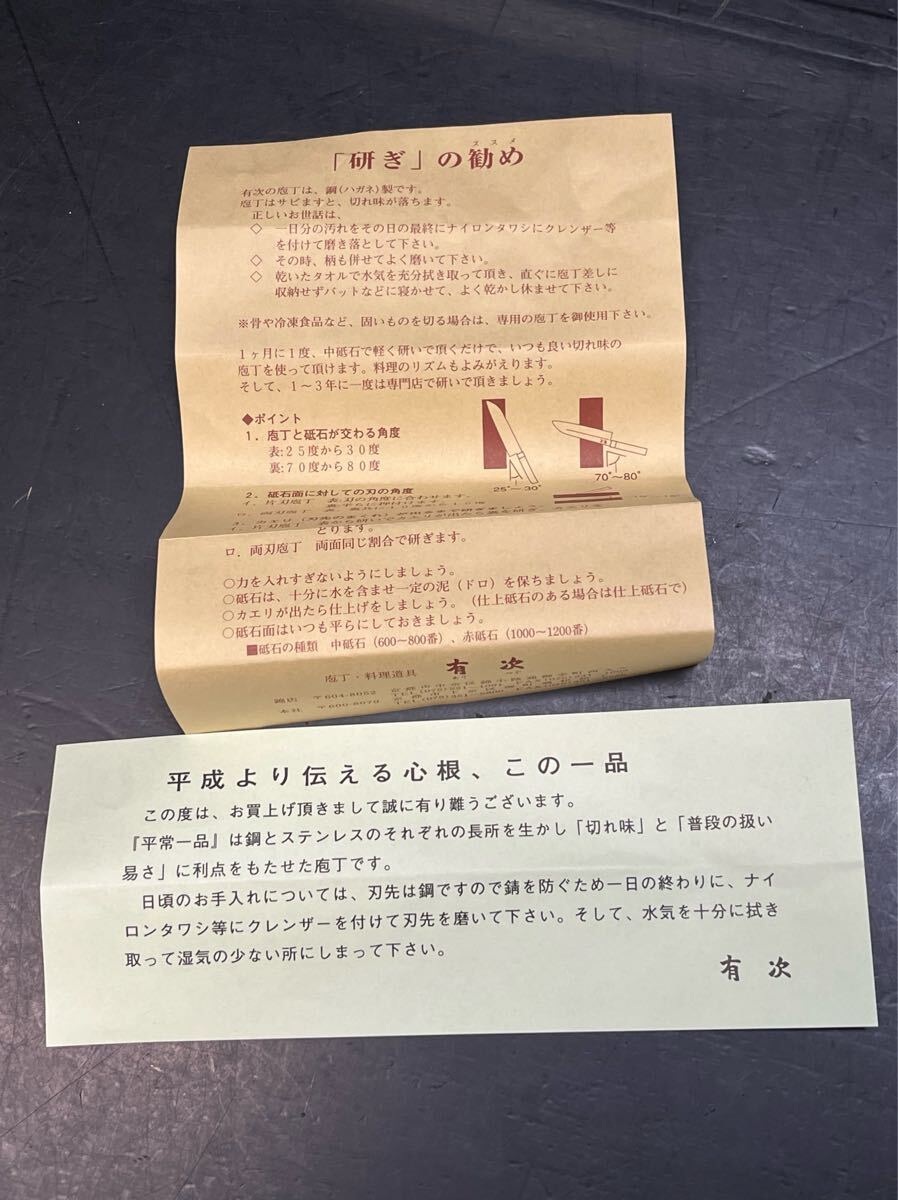 「研ぎ」の勧め
ススメ
有次の庖丁は、鋼(ハガネ)製です。
庖丁はサビますと、切れ味が落ちます。
正しいお世話は、
◇ 一日分の汚れをその日の最終にナイロンタワシにクレンザー等
を付けて磨き落として下さい。
◇ その時、柄も併せてよく磨いて下さい。
◇ 乾いたタオルで水気を充分拭き取って頂き、直ぐに庖丁差しに
収納せずバットなどに寝かせて、よく乾かし休ませて下さい。
※骨や冷凍食品など、固いものを切る場合は、専用の庖丁を御使用下さい。
1ヶ月に1度、中砥石で軽く研いで頂くだけで、いつも良い切れ味の
庖丁を使って頂けます。料理のリズムもよみがえります。
そして、1～3年に一度は専門店で研いで頂きましょう。
◆ポイント
1. 庖丁と砥石が交わる角度
表:25度から30度
裏:70度から80度
25°～30°
70°～80°
2. 砥石面に対しての刃の角度
イ. 片刃庖丁 表.刃の角度に合わせます。
とります。
ロ. 両刃庖丁 両面同じ割合で研ぎます。
○力を入れすぎないようにしましょう。
○砥石は、十分に水を含ませ一定の泥(ドロ)を保ちましょう。
○カエリが出たら仕上げをしましょう。(仕上砥石のある場合は仕上砥石で)
○砥石面はいつも平らにしておきましょう。
■砥石の種類 中砥石(600～800番)、赤砥石(1000～1200番)
庖丁・料理道具 有次
錦店 〒604-8052
本社 〒600-8070
平成より伝える心根、この一品
この度は、お買上げ頂きまして誠に有り難うございます。
『平常一品』は鋼とステンレスのそれぞれの長所を生かし「切れ味」と「普段の扱い
易さ」に利点をもたせた庖丁です。
日頃のお手入れについては、刃先は鋼ですので錆を防ぐため一日の終わりに、ナイ
ロンタワシ等にクレンザーを付けて刃先を磨いて下さい。そして、水気を十分に拭き
取って湿気の少ない所にしまって下さい。
有次